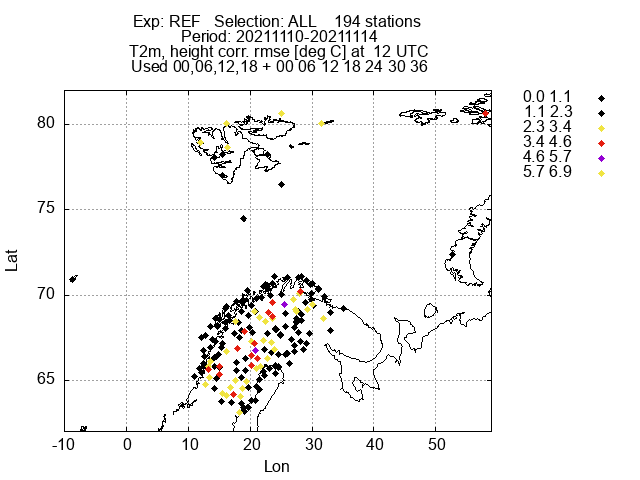 Exp: REF   Selection: ALL    194 stations
Period: 20211110-20211114
T2m, height corr. rmse [deg C] at  12 UTC
Used 00,06,12,18 + 00 06 12 18 24 30 36
0.0 1.1
1.1 2.3
2.3 3.4
3.4 4.6
4.6 5.7
5.7 6.9
80
75
70
65
Lat
-10 0 10 20 30 40 50
Lon